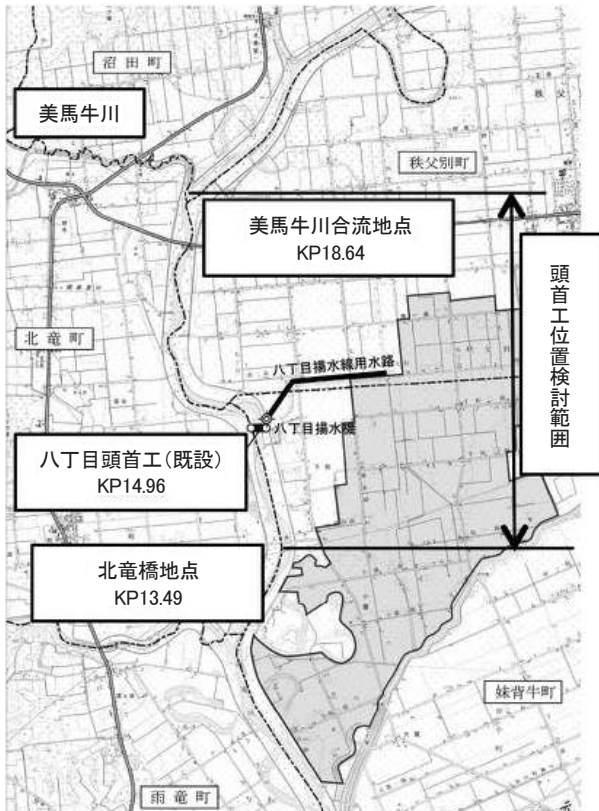 沼田町
美馬牛川
秩父別町
美馬牛川合流地点
KP18.64
頭首工位置検討範囲
北竜町
八丁目揚水線用水路
八丁目揚水機
八丁目頭首工(既設)
KP14.96
北竜橋地点
KP13.49
妹背牛町
雨竜町